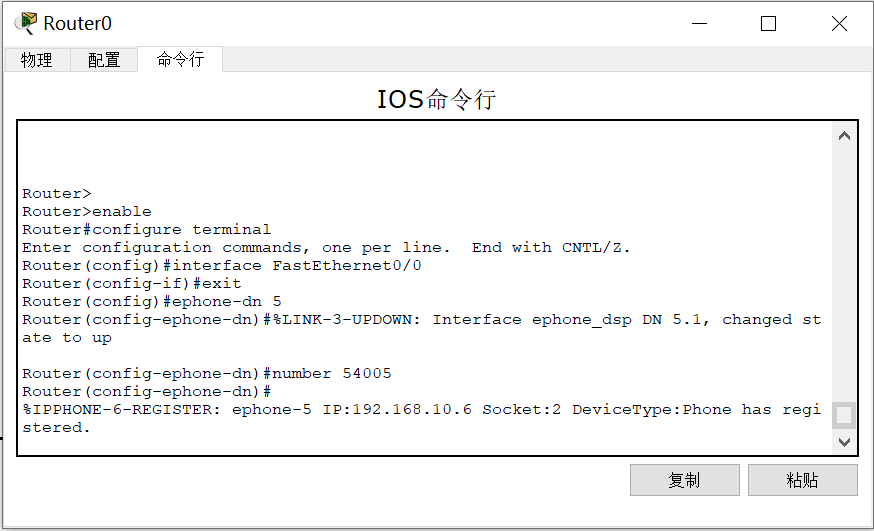 Router0
物理 配置 命令行
IOS命令行
Router>
Router>enable
Router#configure terminal
Enter configuration commands, one per line.  End with CNTL/Z.
Router(config)#interface FastEthernet0/0
Router(config-if)#exit
Router(config)#ephone-dn 5
Router(config-ephone-dn)#%LINK-3-UPDOWN: Interface ephone_dsp DN 5.1, changed st
ate to up
Router(config-ephone-dn)#number 54005
Router(config-ephone-dn)#
%IPPHONE-6-REGISTER: ephone-5 IP:192.168.10.6 Socket:2 DeviceType:Phone has regi
stered.
复制 粘贴